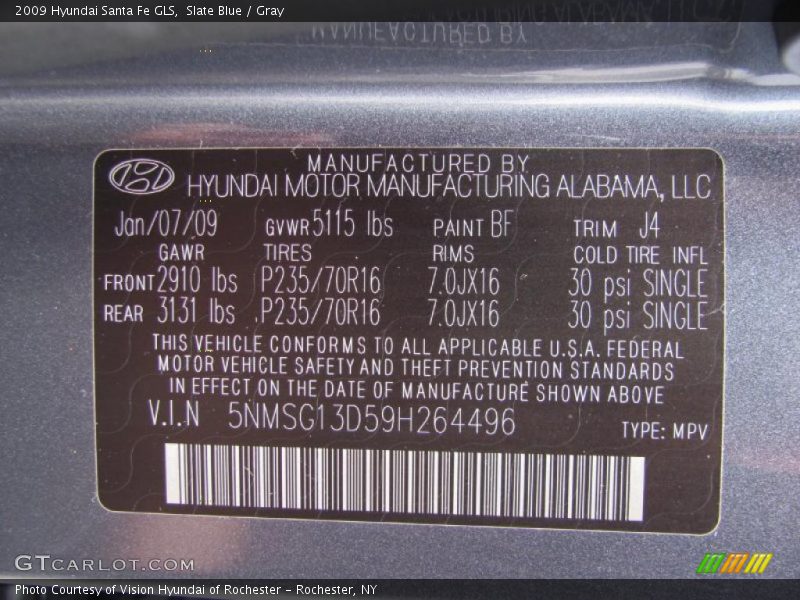 2009 Hyundai Santa Fe GLS, Slate Blue / Gray
MANUFACTURED BY
MANUFACTURED BY
HYUNDAI MOTOR MANUFACTURING ALABAMA, LLC
Jan/07/09 GVWR 5115 lbs PAINT BF TRIM J4
GAWR TIRES RIMS COLD TIRE INFL
FRONT 2910 lbs P235/70R16 7.0JX16 30 psi SINGLE
REAR 3131 lbs P235/70R16 7.0JX16 30 psi SINGLE
THIS VEHICLE CONFORMS TO ALL APPLICABLE U.S.A. FEDERAL
MOTOR VEHICLE SAFETY AND THEFT PREVENTION STANDARDS
IN EFFECT ON THE DATE OF MANUFACTURE SHOWN ABOVE
V.I.N 5NMSG13D59H264496 TYPE: MPV
GTCARLOT.COM
Photo Courtesy of Vision Hyundai of Rochester – Rochester, NY